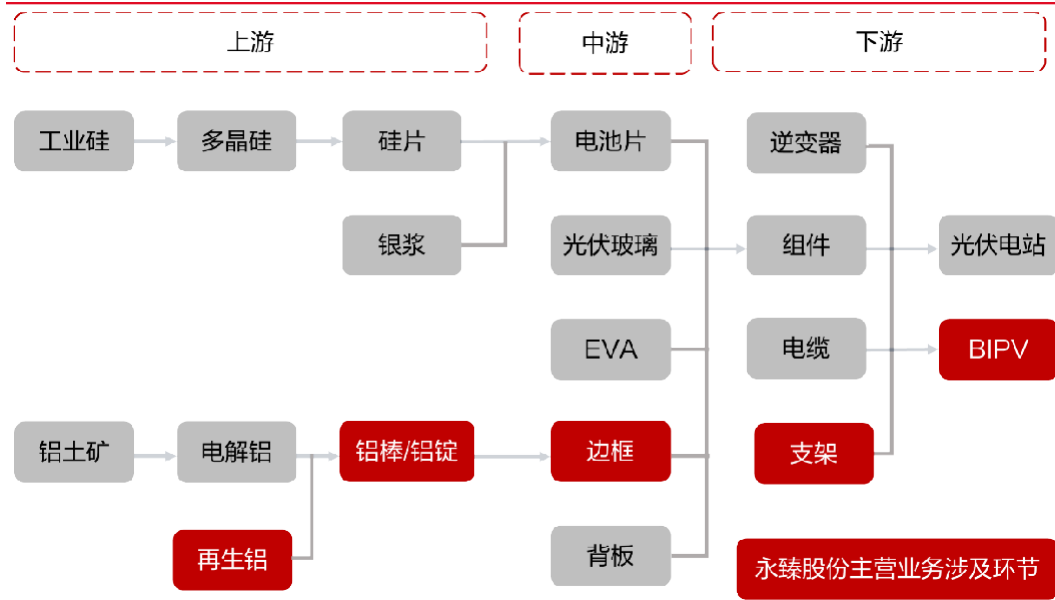 上游
中游
下游
工业硅
多晶硅
硅片
电池片
逆变器
银浆
光伏玻璃
组件
光伏电站
EVA
电缆
BIPV
铝土矿
电解铝
铝棒/铝锭
边框
支架
再生铝
背板
永臻股份主营业务涉及环节